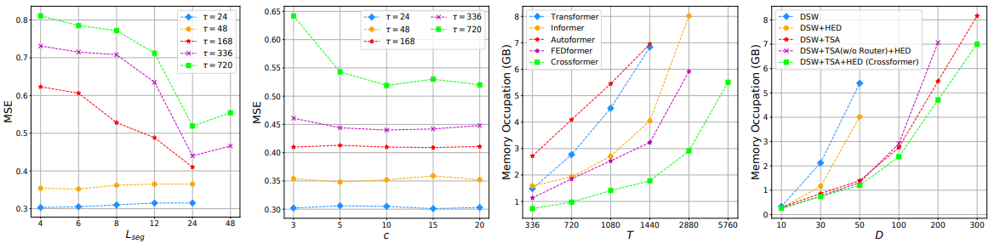 MSE
0.8
0.7
0.6
0.5
0.4
0.3
τ = 24
τ = 48
τ = 168
τ = 336
τ = 720
4 6 8 12 24 48
L_seg
MSE
0.65
0.60
0.55
0.50
0.45
0.40
0.35
0.30
τ = 24 τ = 336
τ = 48 τ = 720
τ = 168
3 5 10 15 20
c
Memory Occupation (GB)
8
7
6
5
4
3
2
1
Transformer
Informer
Autoformer
FEDformer
Crossformer
336 720 1080 1440 2880 5760
T
Memory Occupation (GB)
8
7
6
5
4
3
2
1
0
DSW
DSW+HED
DSW+TSA
DSW+TSA(w/o Router)+HED
DSW+TSA+HED (Crossformer)
10 30 50 100 200 300
D